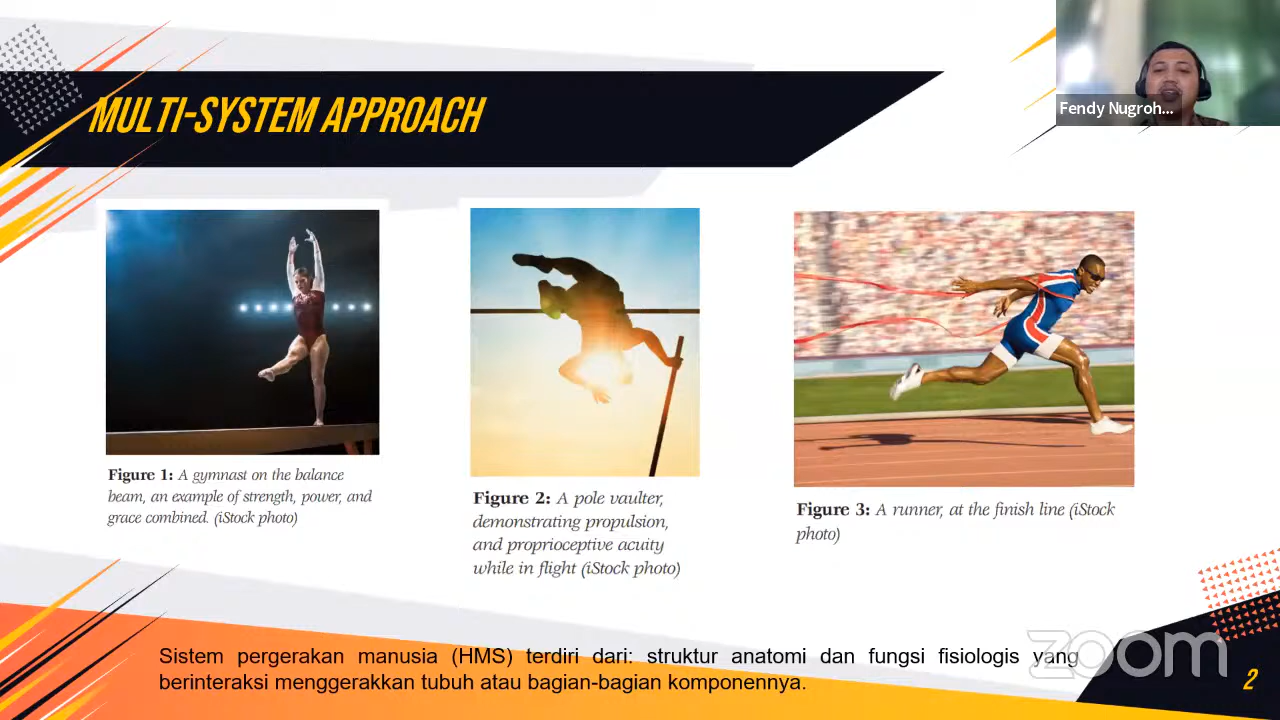 MULTI-SYSTEM APPROACH
Fendy Nugroh...
Figure 1: A gymnast on the balance
beam, an example of strength, power, and
grace combined. (iStock photo)
Figure 2: A pole vaulter,
demonstrating propulsion,
and proprioceptive acuity
while in flight (iStock photo)
Figure 3: A runner, at the finish line (iStock
photo)
Sistem pergerakan manusia (HMS) terdiri dari: struktur anatomi dan fungsi fisiologis yang
berinteraksi menggerakkan tubuh atau bagian-bagian komponennya.
zoom
2